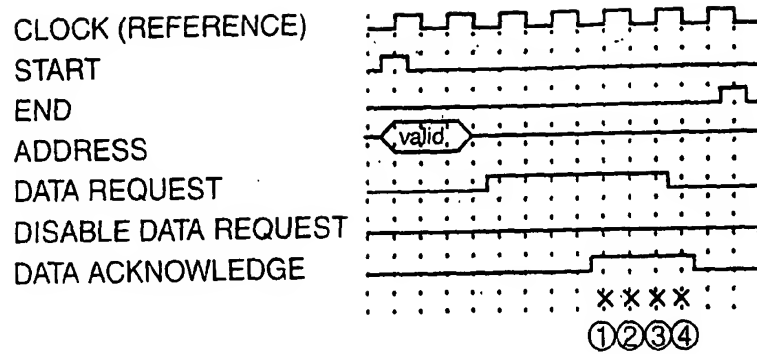 CLOCK (REFERENCE)
START
END
ADDRESS
valid
DATA REQUEST
DISABLE DATA REQUEST
DATA ACKNOWLEDGE
× × × ×
①②③④